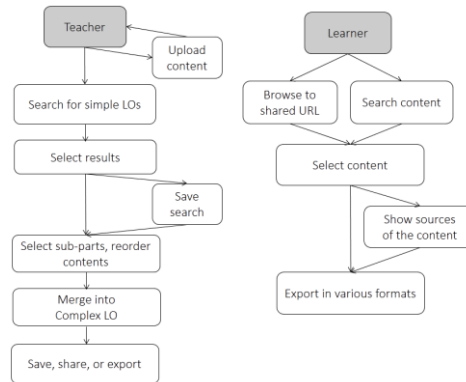 Teacher
Upload
content
Search for simple LOs
Select results
Save
search
Select sub-parts, reorder
contents
Merge into
Complex LO
Save, share, or export
Learner
Browse to
shared URL
Search content
Select content
Show sources
of the content
Export in various formats